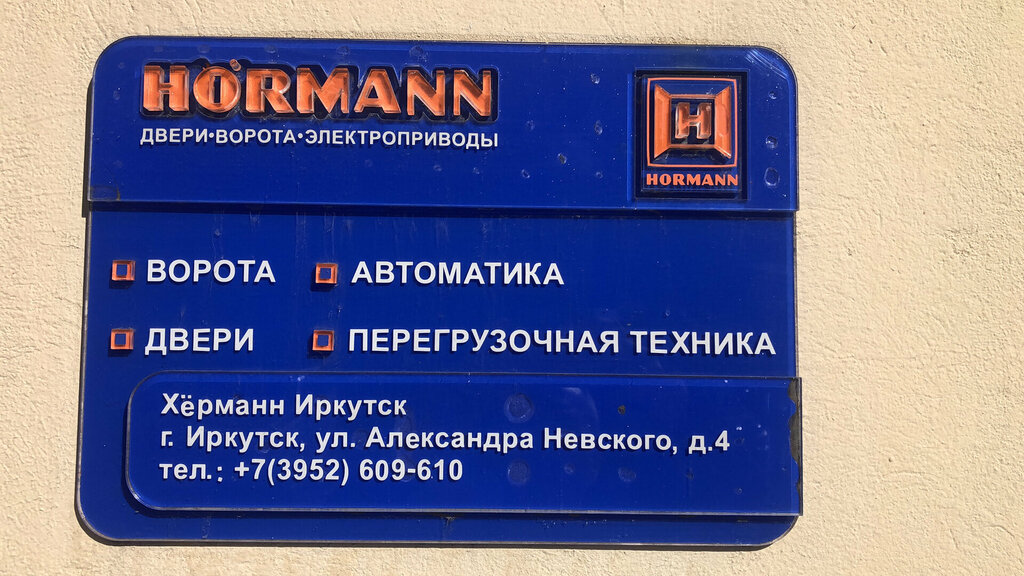 HÖRMANN
ДВЕРИ•ВОРОТА•ЭЛЕКТРОПРИВОДЫ
H
HORMANN
ВОРОТА
АВТОМАТИКА
ДВЕРИ
ПЕРЕГРУЗОЧНАЯ ТЕХНИКА
Хёрманн Иркутск
г. Иркутск, ул. Александра Невского, д.4
тел.: +7(3952) 609-610